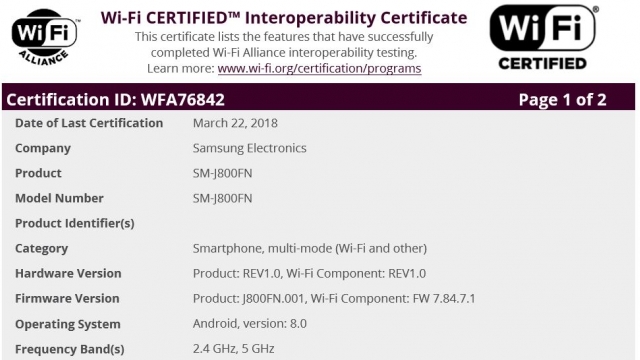 Wi-Fi CERTIFIED™ Interoperability Certificate
This certificate lists the features that have successfully
completed Wi-Fi Alliance interoperability testing.
Learn more: www.wi-fi.org/certification/programs
Wi Fi
ALLIANCE
®
Wi Fi
®
CERTIFIED
Certification ID: WFA76842 Page 1 of 2
Date of Last Certification March 22, 2018
Company Samsung Electronics
Product SM-J800FN
Model Number SM-J800FN
Product Identifier(s)
Category Smartphone, multi-mode (Wi-Fi and other)
Hardware Version Product: REV1.0, Wi-Fi Component: REV1.0
Firmware Version Product: J800FN.001, Wi-Fi Component: FW 7.84.7.1
Operating System Android, version: 8.0
Frequency Band(s) 2.4 GHz, 5 GHz